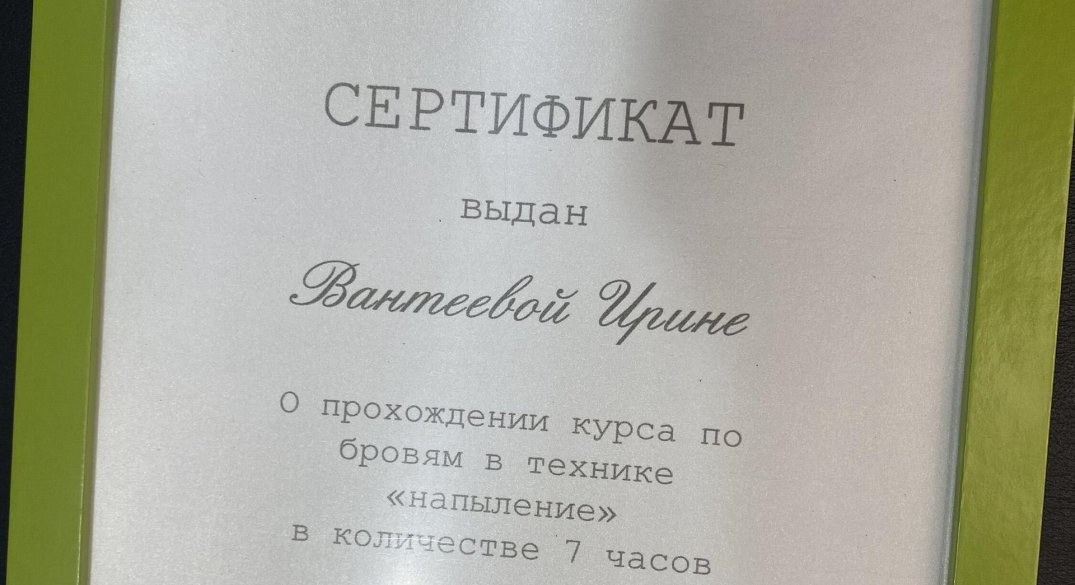 СЕРТИФИКАТ
выдан
Вантеевой Ирине
О прохождении курса по
бровям в технике
«напыление»
в количестве 7 часов